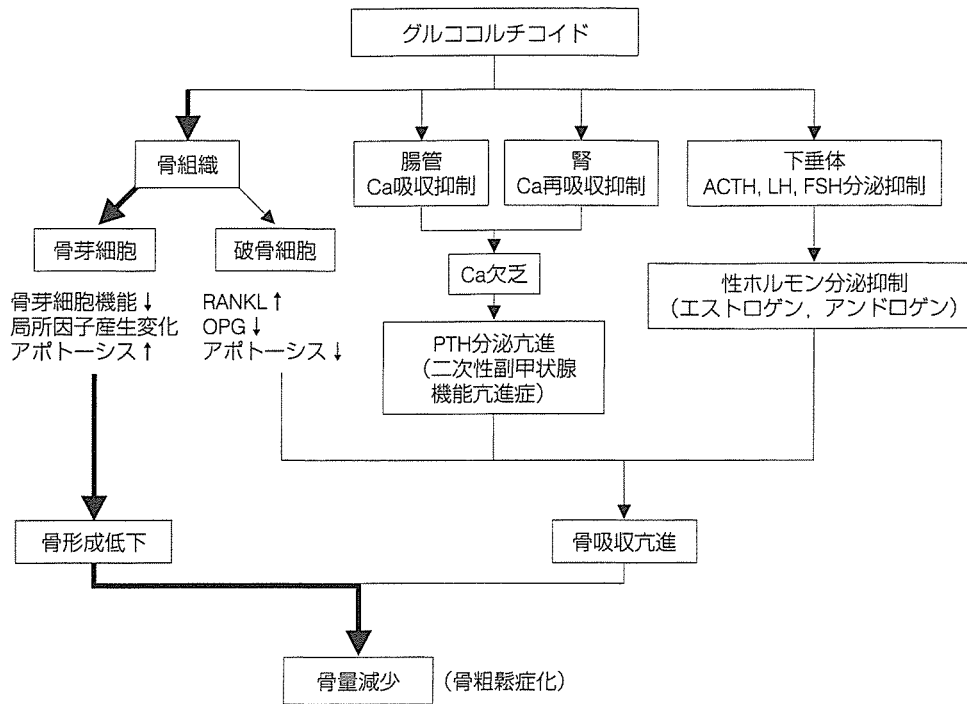 グルココルチコイド
骨組織
腸管
Ca吸収抑制
腎
Ca再吸収抑制
下垂体
ACTH, LH, FSH分泌抑制
骨芽細胞
破骨細胞
Ca欠乏
性ホルモン分泌抑制
(エストロゲン，アンドロゲン)
骨芽細胞機能↓
局所因子産生変化
アポトーシス↑
RANKL↑
OPG↓
アポトーシス↓
PTH分泌亢進
(二次性副甲状腺
機能亢進症)
骨形成低下
骨吸収亢進
骨量減少 (骨粗鬆症化)